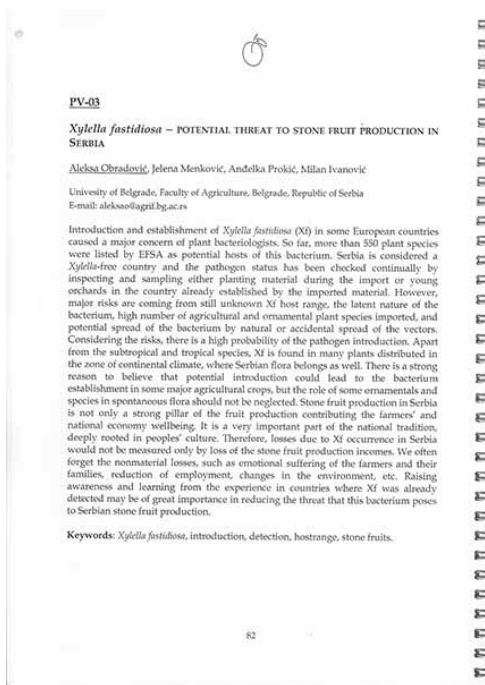 PV-03
Xylella fastidiosa – POTENTIAL THREAT TO STONE FRUIT PRODUCTION IN
SERBIA
Aleksa Obradović, Jelena Menković, Anđelka Prokić, Milan Ivanović
Univesity of Belgrade, Faculty of Agriculture, Belgrade, Republic of Serbia
E-mail: aleksao@agrif.bg.ac.rs
Introduction and establishment of Xylella fastidiosa (Xf) in some European countries
caused a major concern of plant bacteriologists. So far, more than 550 plant species
were listed by EFSA as potential hosts of this bacterium. Serbia is considered a
Xylella-free country and the pathogen status has been checked continually by
inspecting and sampling either planting material during the import or young
orchards in the country already established by the imported material. However,
major risks are coming from still unknown Xf host range, the latent nature of the
bacterium, high number of agricultural and ornamental plant species imported, and
potential spread of the bacterium by natural or accidental spread of the vectors.
Considering the risks, there is a high probability of the pathogen introduction. Apart
from the subtropical and tropical species, Xf is found in many plants distributed in
the zone of continental climate, where Serbian flora belongs as well. There is a strong
reason to believe that potential introduction could lead to the bacterium
establishment in some major agricultural crops, but the role of some ornamentals and
species in spontaneous flora should not be neglected. Stone fruit production in Serbia
is not only a strong pillar of the fruit production contributing the farmers' and
national economy wellbeing. It is a very important part of the national tradition,
deeply rooted in peoples' culture. Therefore, losses due to Xf occurrence in Serbia
would not be measured only by loss of the stone fruit production incomes. We often
forget the nonmaterial losses, such as emotional suffering of the farmers and their
families, reduction of employment, changes in the environment, etc. Raising
awareness and learning from the experience in countries where Xf was already
detected may be of great importance in reducing the threat that this bacterium poses
to Serbian stone fruit production.
Keywords: Xylella fastidiosa, introduction, detection, hostrange, stone fruits.
82